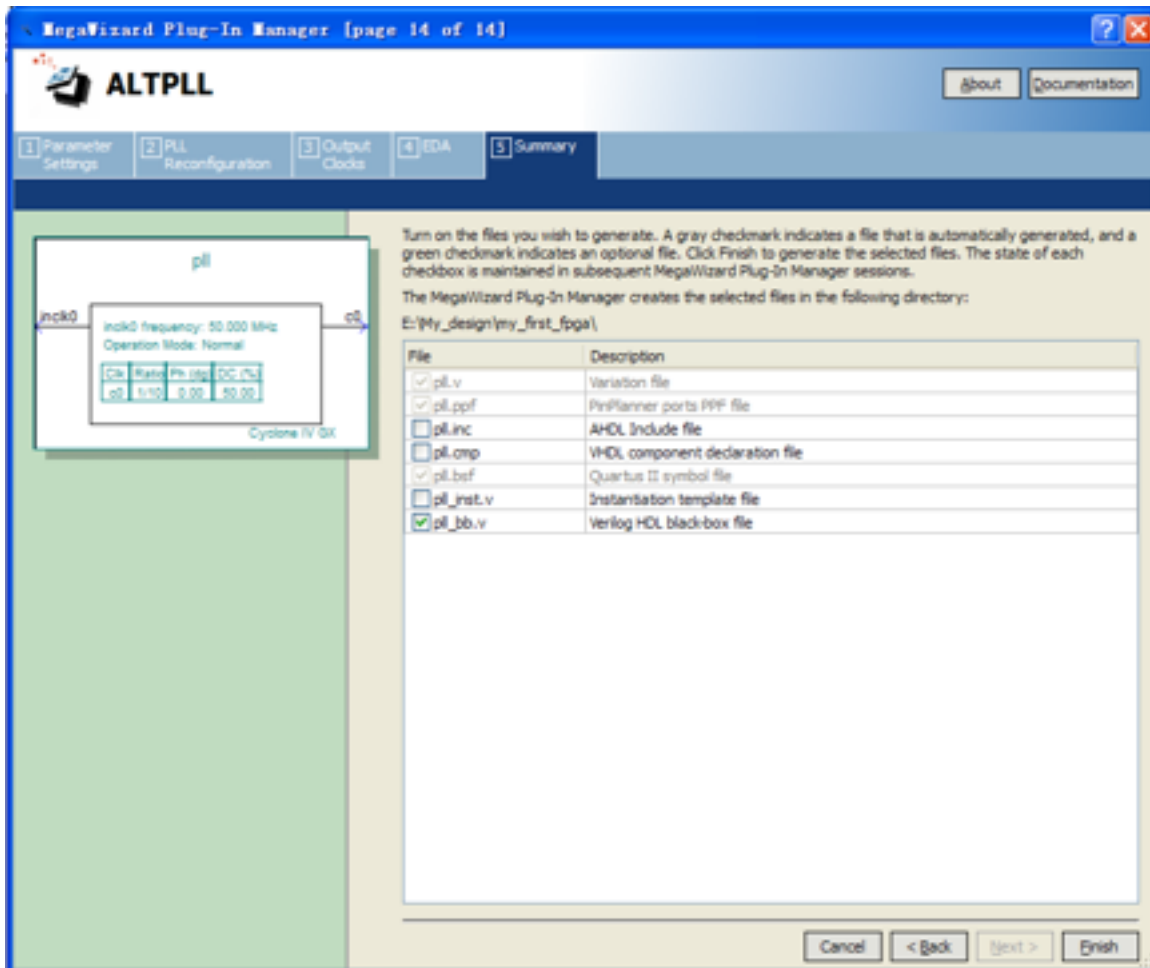 MegaWizard Plug-In Manager [page 14 of 14]
ALTPLL
About
Documentation
1 Parameter
Settings
2 PLL
Reconfiguration
3 Output
Clocks
4 EDA
5 Summary
Turn on the files you wish to generate. A gray checkmark indicates a file that is automatically generated, and a
green checkmark indicates an optional file. Click Finish to generate the selected files. The state of each
checkbox is maintained in subsequent MegaWizard Plug-In Manager sessions.
The MegaWizard Plug-In Manager creates the selected files in the following directory:
E:\My_design\my_first_fpga\
pll
inclk0
c0
inclk0 frequency: 50.000 MHz
Operation Mode: Normal
Clk Ratio Ph (dg) DC (%)
c0 1/10 0.00 50.00
Cyclone IV GX
File Description
pll.v Variation file
pll.ppf PinPlanner ports PPF file
pll.inc AHDL Include file
pll.cmp VHDL component declaration file
pll.bsf Quartus II symbol file
pll_inst.v Instantiation template file
pll_bb.v Verilog HDL black-box file
Cancel
< Back
Next >
Finish